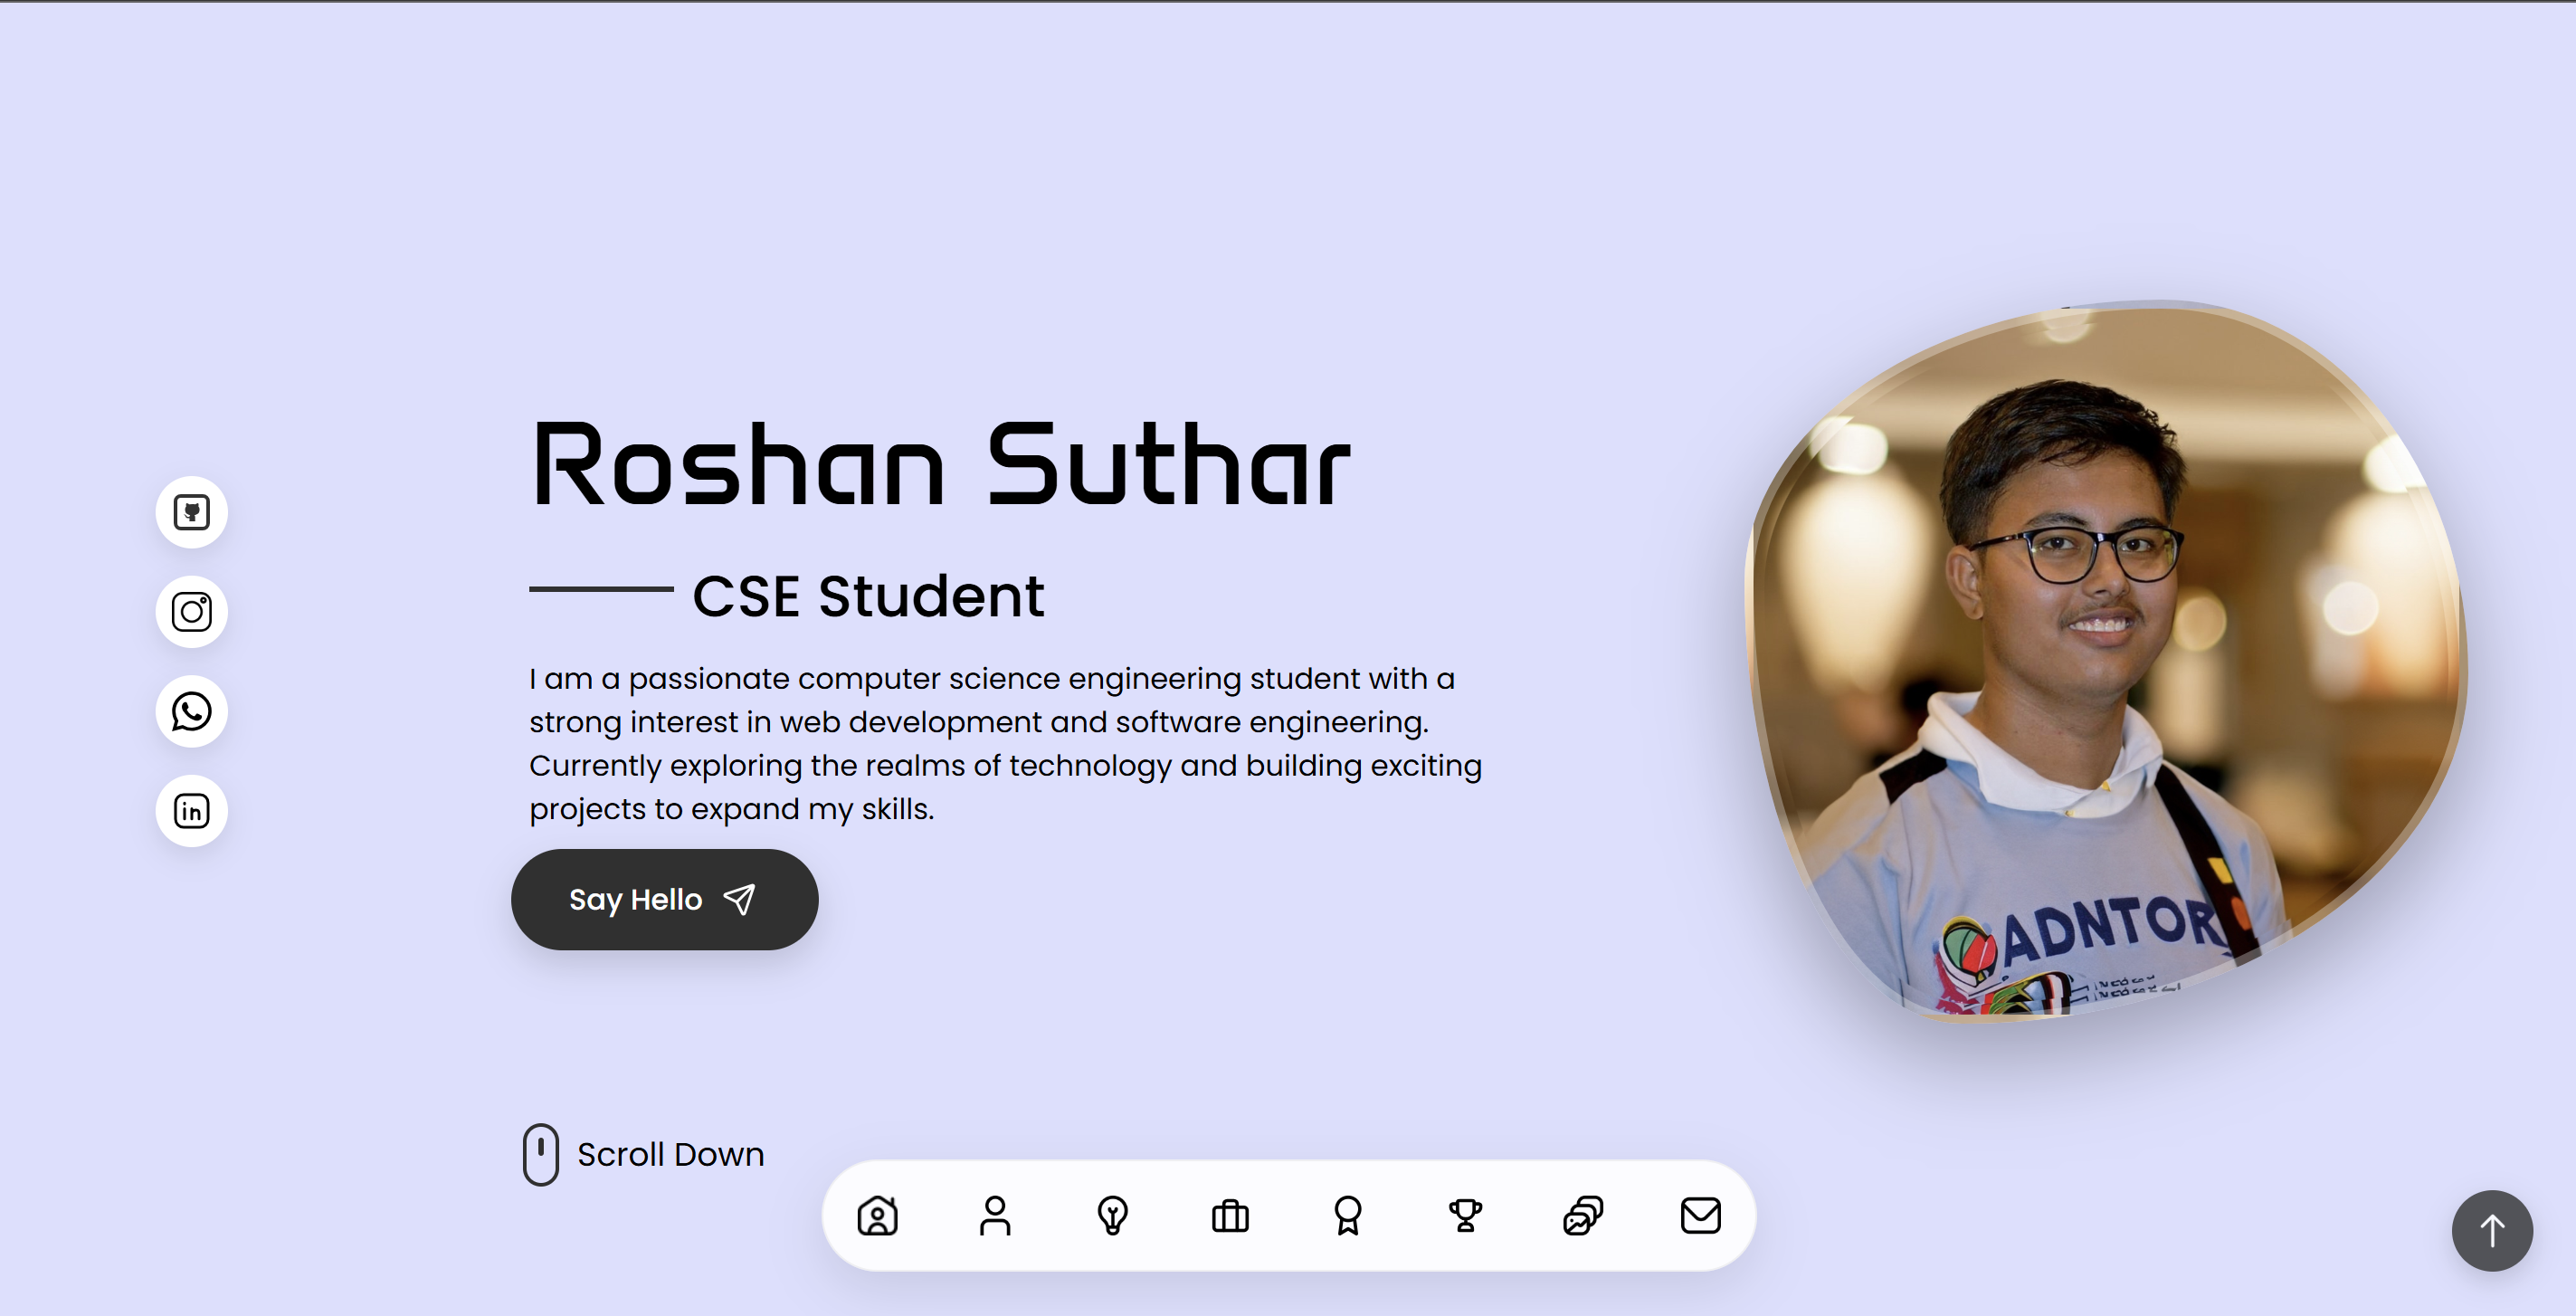 Roshan Suthar
CSE Student
I am a passionate computer science engineering student with a
strong interest in web development and software engineering.
Currently exploring the realms of technology and building exciting
projects to expand my skills.
Say Hello
Scroll Down
in
ADNTOR